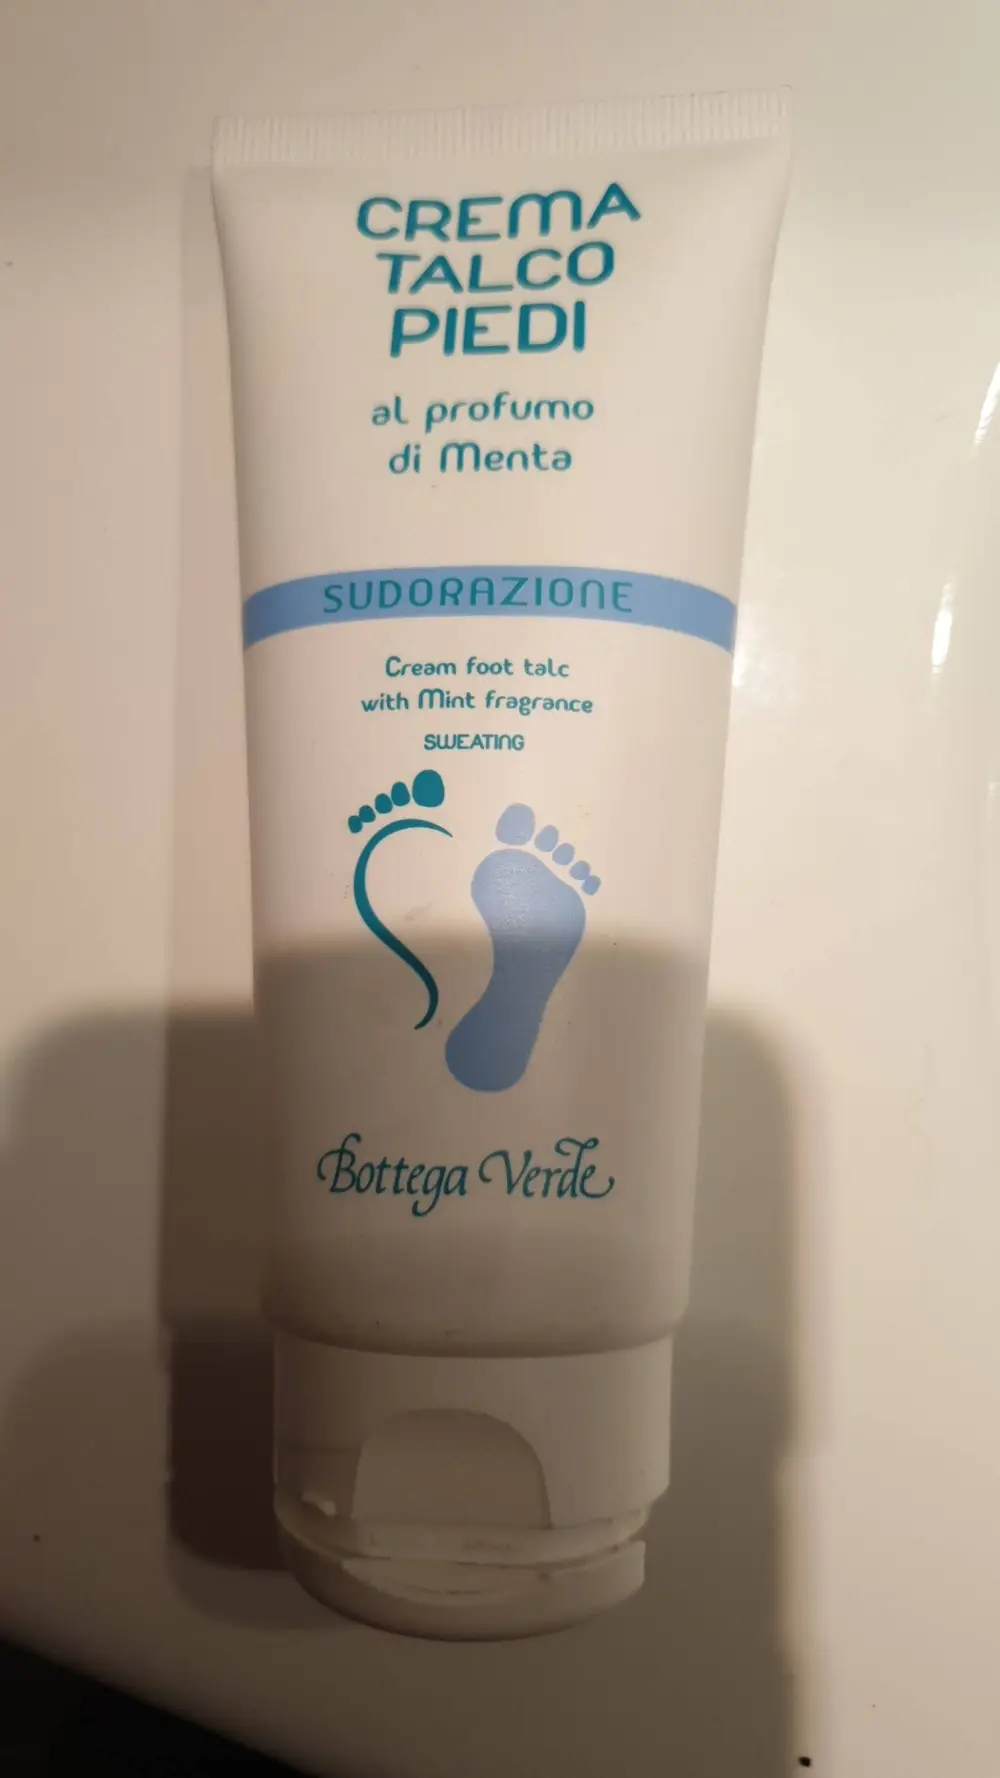 CREMA
TALCO
PIEDI
al profumo
di Menta
SUDORAZIONE
Cream foot talc
with Mint fragrance
SWEATING
Bottega Verde